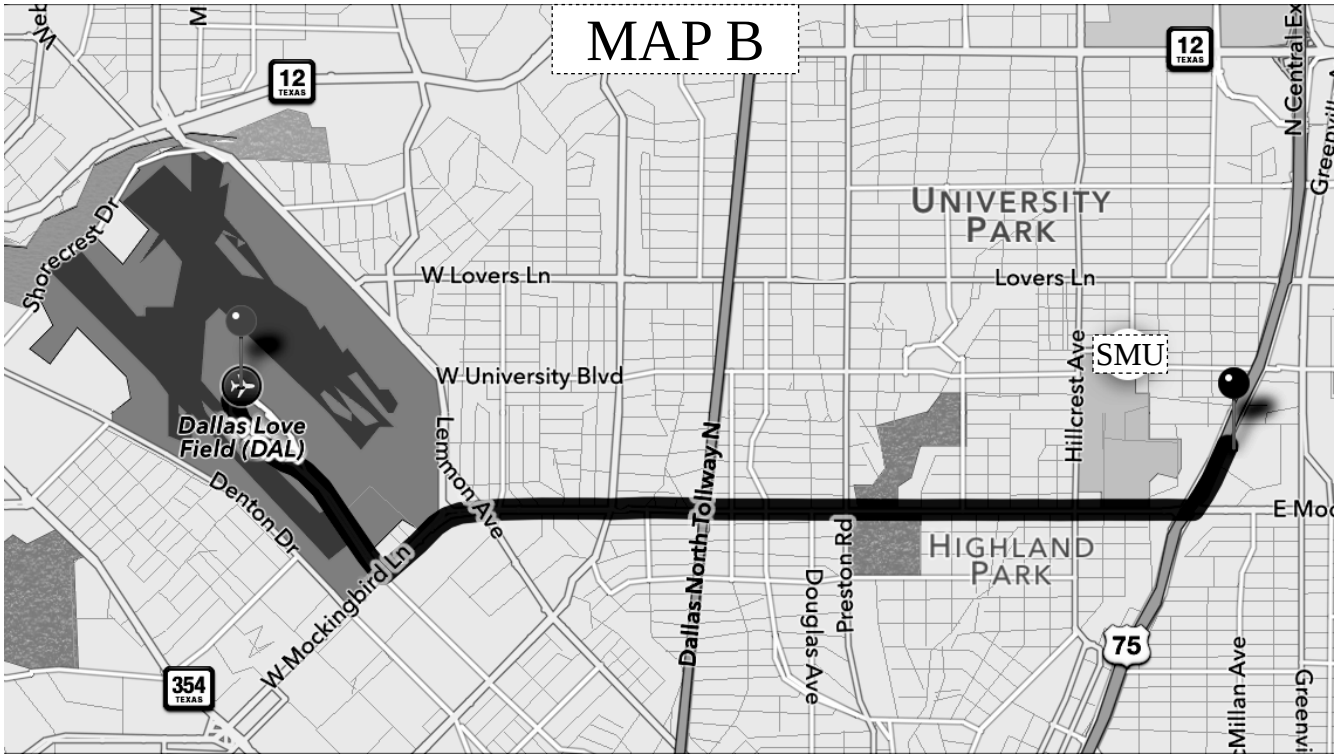 MAP B
12
TEXAS
12
TEXAS
N Central Ex
UNIVERSITY
PARK
Shorecrest Dr
W Lovers Ln
Lovers Ln
SMU
Hillcrest Ave
W University Blvd
Dallas Love
Field (DAL)
Lemmon Ave
Denton Dr
Dallas North Tollway N
Preston Rd
Douglas Ave
HIGHLAND
PARK
E Moc
W Mockingbird Ln
75
354
TEXAS
cMillan Ave
Greenvi